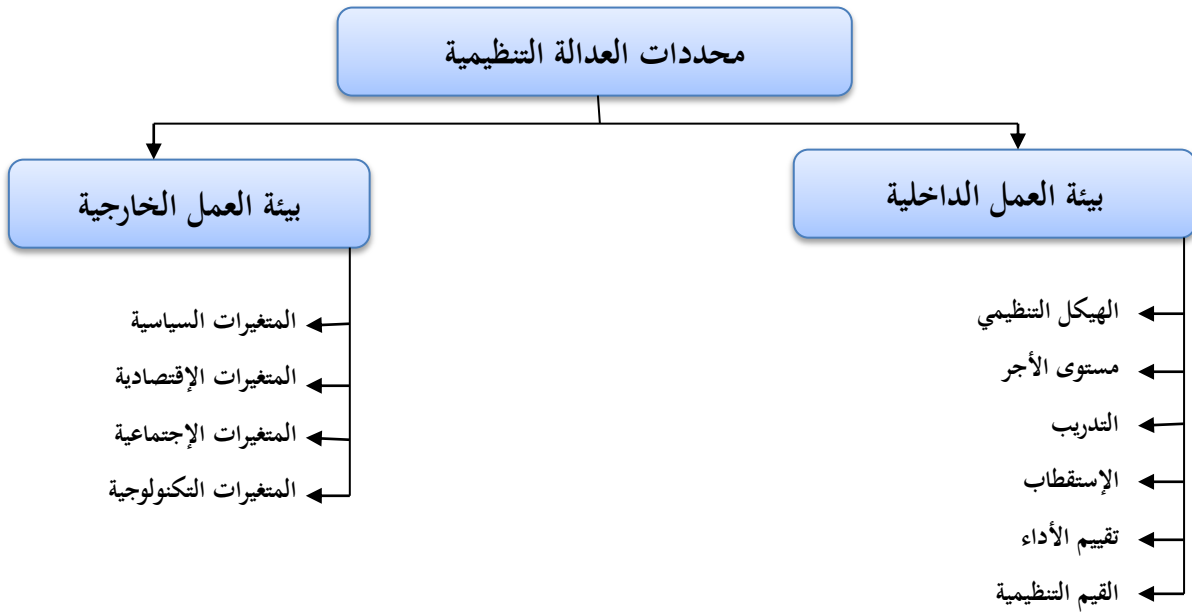 محددات العدالة التنظيمية
بيئة العمل الداخلية
الهيكل التنظيمي
مستوى الأجر
التدريب
الإستقطاب
تقييم الأداء
القيم التنظيمية
بيئة العمل الخارجية
المتغيرات السياسية
المتغيرات الإقتصادية
المتغيرات الإجتماعية
المتغيرات التكنولوجية